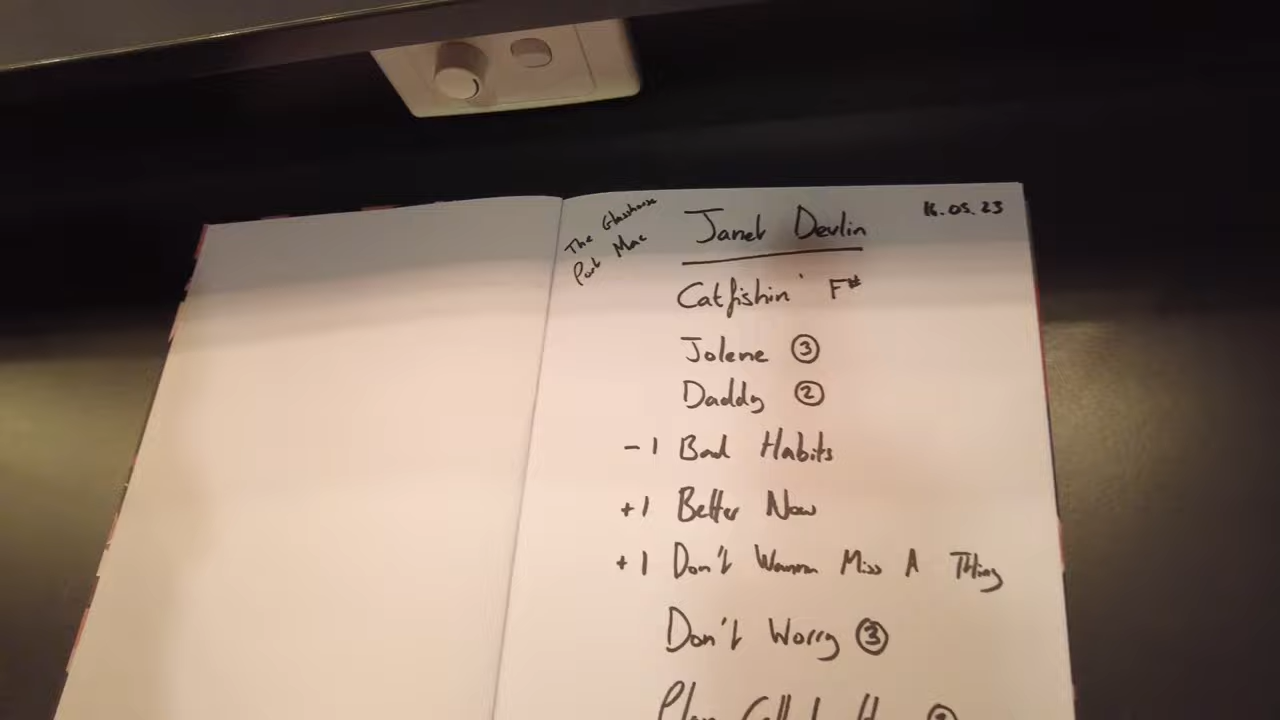 The Glasshouse
Port Mac
Janet Devlin
16.05.23
Catfishin' F#
Jolene ③
Daddy ②
-1 Bad Habits
+1 Better Now
+1 Don't Wanna Miss A Thing
Don't Worry ③